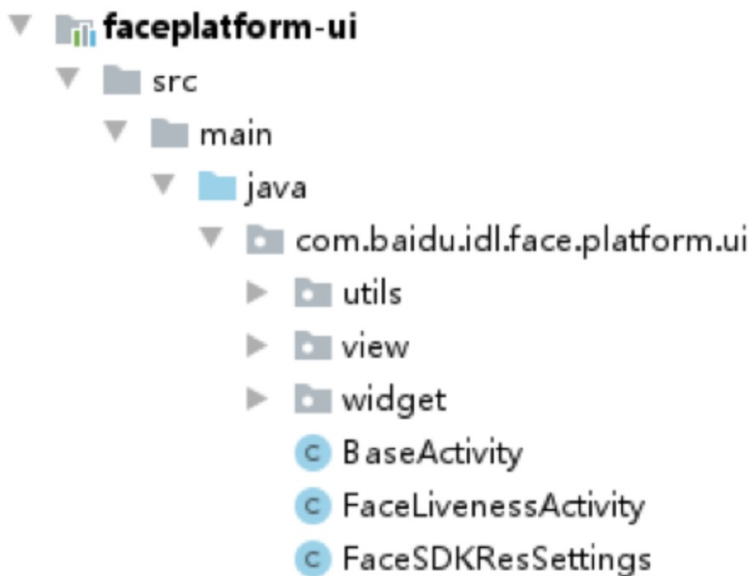 faceplatform-ui
src
main
java
com.baidu.idl.face.platform.ui
utils
view
widget
C BaseActivity
C FaceLivenessActivity
C FaceSDKResSettings